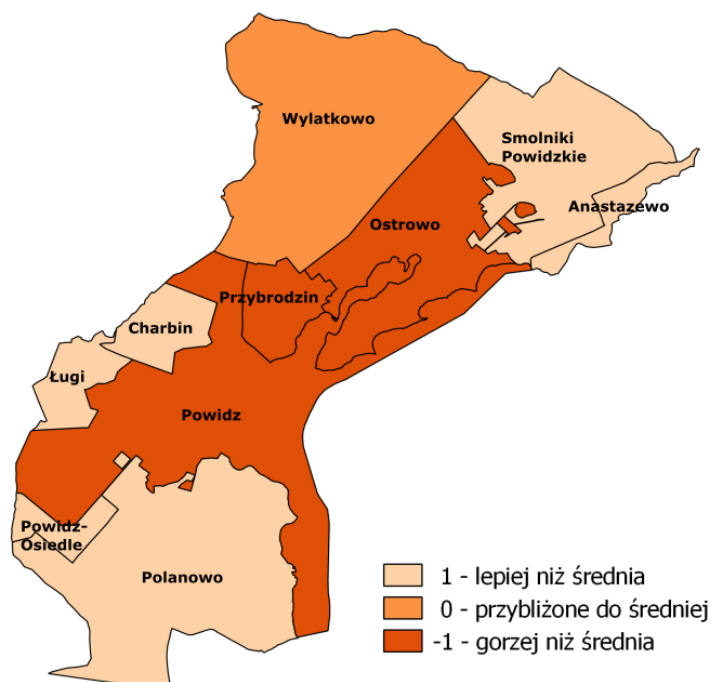 Wylatkowo
Smolniki
Powidzkie
Anastazewo
Ostrowo
Przybrodzin
Charbin
Ługi
Powidz
Powidz-
Osiedle
Polanowo
1 - lepiej niż średnia
0 - przybliżone do średniej
-1 - gorzej niż średnia